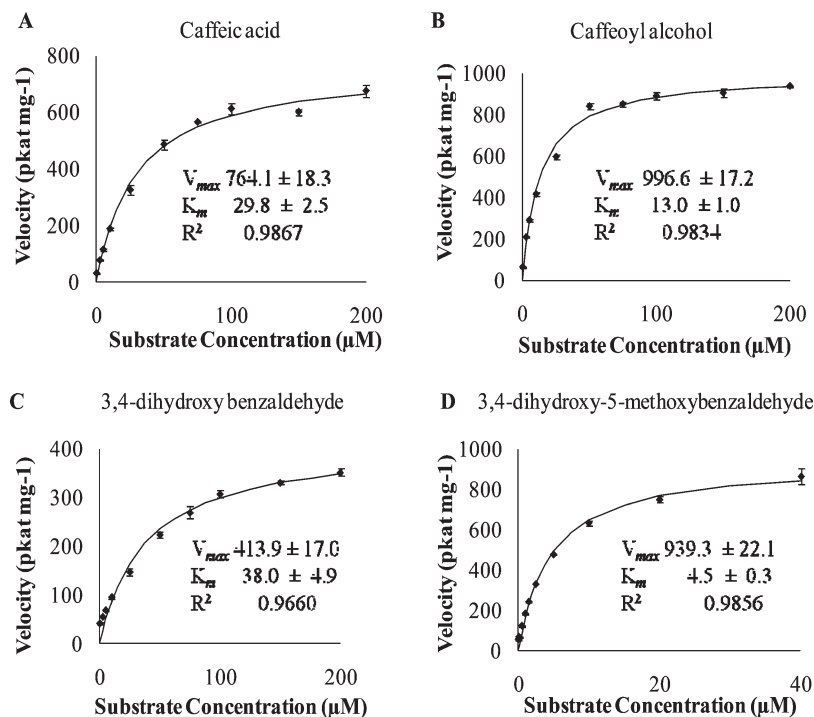 A
Caffeic acid
Velocity (pkat mg-1)
800
600
400
200
0
Vmax 764.1 ± 18.3
Km 29.8 ± 2.5
R² 0.9867
0 100 200
Substrate Concentration (µM)
B
Caffeoyl alcohol
Velocity (pkat mg-1)
1000
800
600
400
200
0
Vmax 996.6 ± 17.2
Km 13.0 ± 1.0
R² 0.9834
0 100 200
Substrate Concentration (µM)
C
3,4-dihydroxy benzaldehyde
Velocity (pkat mg-1)
400
300
200
100
0
Vmax 413.9 ± 17.0
Km 38.0 ± 4.9
R² 0.9660
0 100 200
Substrate Concentration (µM)
D
3,4-dihydroxy-5-methoxybenzaldehyde
Velocity (pkat mg-1)
1000
800
600
400
200
0
Vmax 939.3 ± 22.1
Km 4.5 ± 0.3
R² 0.9856
0 20 40
Substrate Concentration (µM)